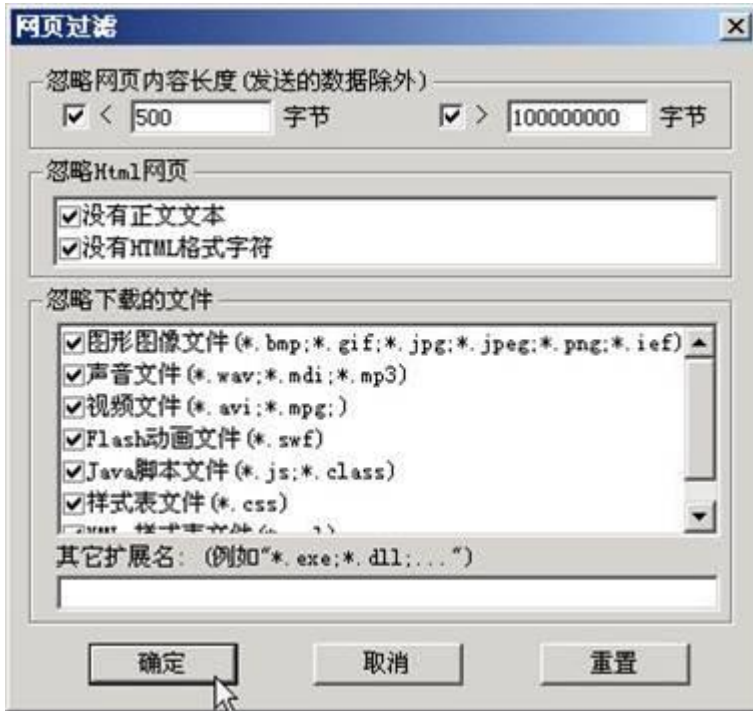 网页过滤
忽略网页内容长度(发送的数据除外)
< 500 字节 > 100000000 字节
忽略Html网页
没有正文文本
没有HTML格式字符
忽略下载的文件
图形图像文件(*.bmp;*.gif;*.jpg;*.jpeg;*.png;*.ief)
声音文件(*.wav;*.mdi;*.mp3)
视频文件(*.avi;*.mpg;)
Flash动画文件(*.swf)
Java脚本文件(*.js;*.class)
样式表文件(*.css)
其它扩展名: (例如"*.exe;*.dll;...")
确定 取消 重置